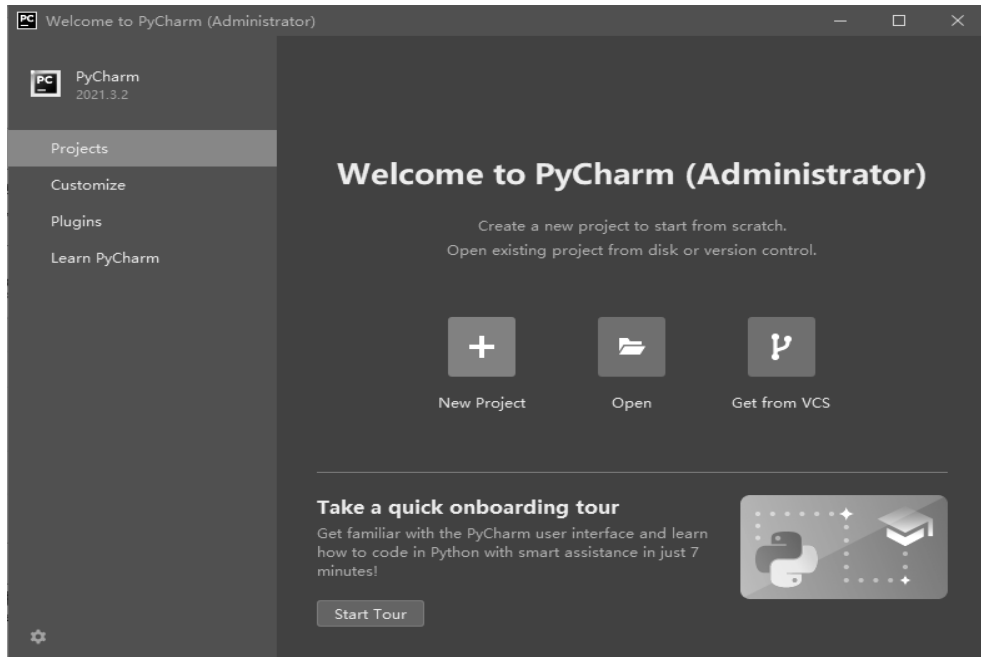 PC Welcome to PyCharm (Administrator)
PC PyCharm
2021.3.2
Projects
Customize
Plugins
Learn PyCharm
Welcome to PyCharm (Administrator)
Create a new project to start from scratch.
Open existing project from disk or version control.
New Project Open Get from VCS
Take a quick onboarding tour
Get familiar with the PyCharm user interface and learn
how to code in Python with smart assistance in just 7
minutes!
Start Tour